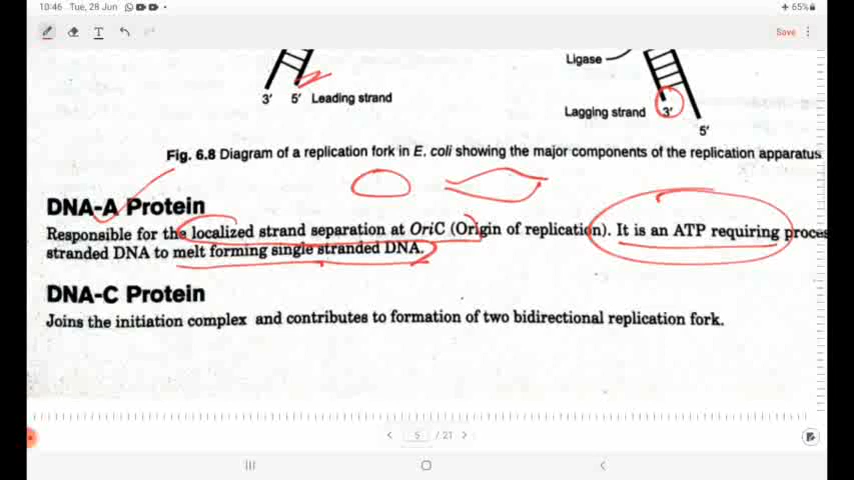 10:46 Tue, 28 Jun
65%
T
Save
3' 5' Leading strand
Ligase
Lagging strand 3'
5'
Fig. 6.8 Diagram of a replication fork in E. coli showing the major components of the replication apparatus
DNA-A Protein
Responsible for the localized strand separation at OriC (Origin of replication). It is an ATP requiring proces
stranded DNA to melt forming single stranded DNA.
DNA-C Protein
Joins the initiation complex and contributes to formation of two bidirectional replication fork.
5 / 21